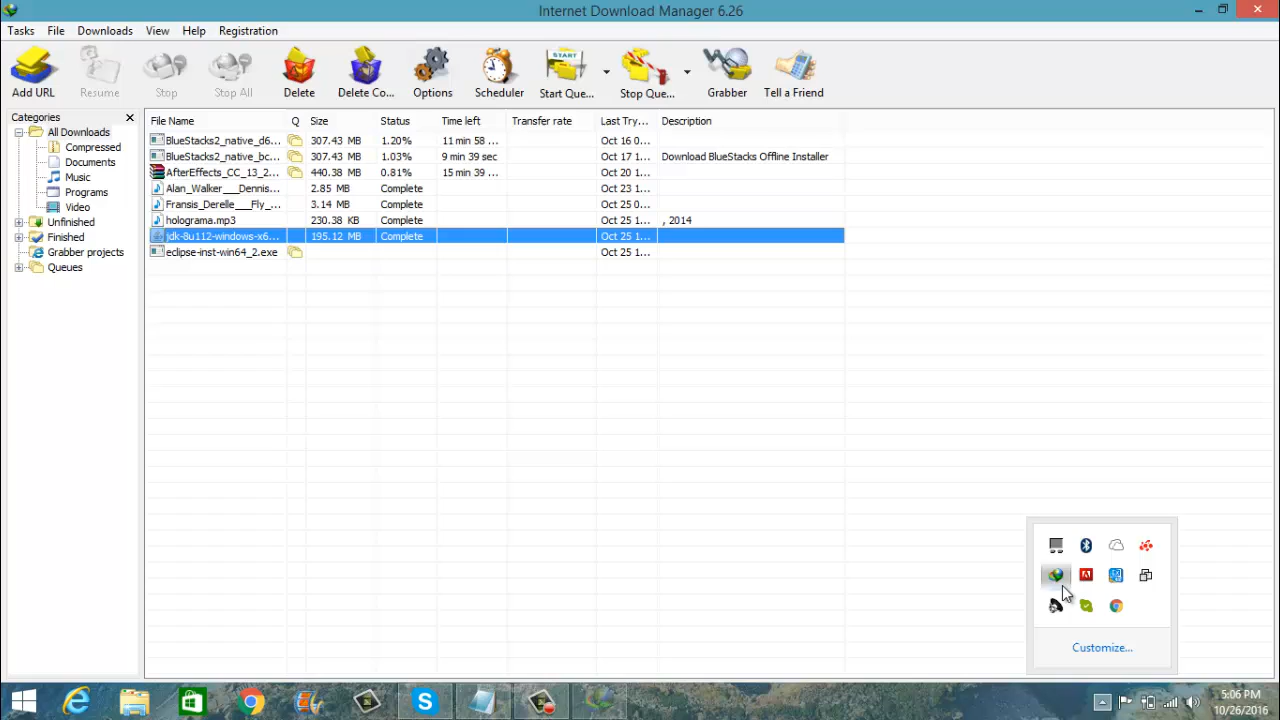 Internet Download Manager 6.26
Tasks File Downloads View Help Registration
Add URL Resume Stop Stop All Delete Delete Co... Options Scheduler Start Que... Stop Que... Grabber Tell a Friend
Categories
All Downloads
Compressed
Documents
Music
Programs
Video
Unfinished
Finished
Grabber projects
Queues
File Name Q Size Status Time left Transfer rate Last Try... Description
BlueStacks2_native_d6... 307.43 MB 1.20% 11 min 58 ... Oct 16 0...
BlueStacks2_native_bc... 307.43 MB 1.03% 9 min 39 sec Oct 17 1... Download BlueStacks Offline Installer
AfterEffects_CC_13_2... 440.38 MB 0.81% 15 min 39 ... Oct 20 1...
Alan_Walker___Dennis... 2.85 MB Complete Oct 23 1...
Fransis_Derelle___Fly_... 3.14 MB Complete Oct 25 0...
holograma.mp3 230.38 KB Complete Oct 25 1... , 2014
jdk-8u112-windows-x6... 195.12 MB Complete Oct 25 1...
eclipse-inst-win64_2.exe Oct 25 1...
Customize...
5:06 PM
10/26/2016